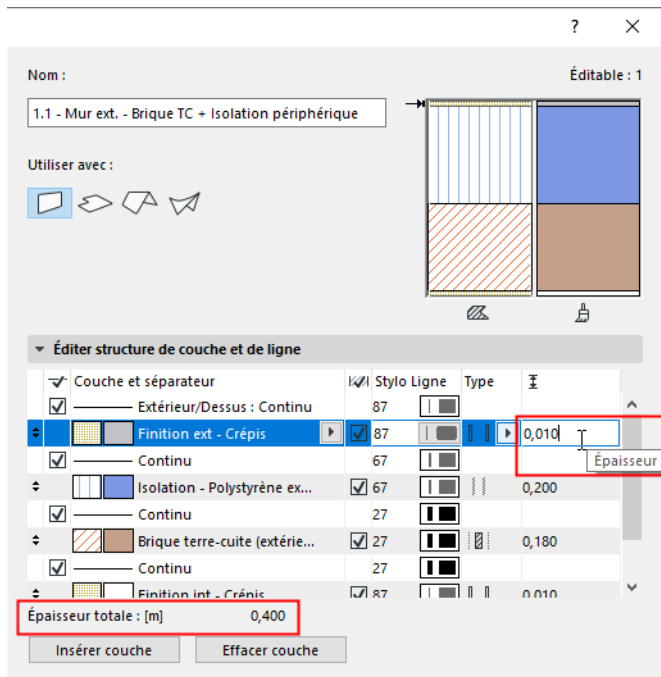 ?
Nom :
Éditable : 1
1.1 - Mur ext. - Brique TC + Isolation périphérique
Utiliser avec :
Éditer structure de couche et de ligne
Couche et séparateur Stylo Ligne Type
Extérieur/Dessus : Continu 87
Finition ext - Crépis 87 0,010
Continu 67
Épaisseur
Isolation - Polystyrène ex... 67 0,200
Continu 27
Brique terre-cuite (extérie... 27 0,180
Continu 27
Finition int - Crépis 87 0,010
Épaisseur totale : [m] 0,400
Insérer couche Effacer couche